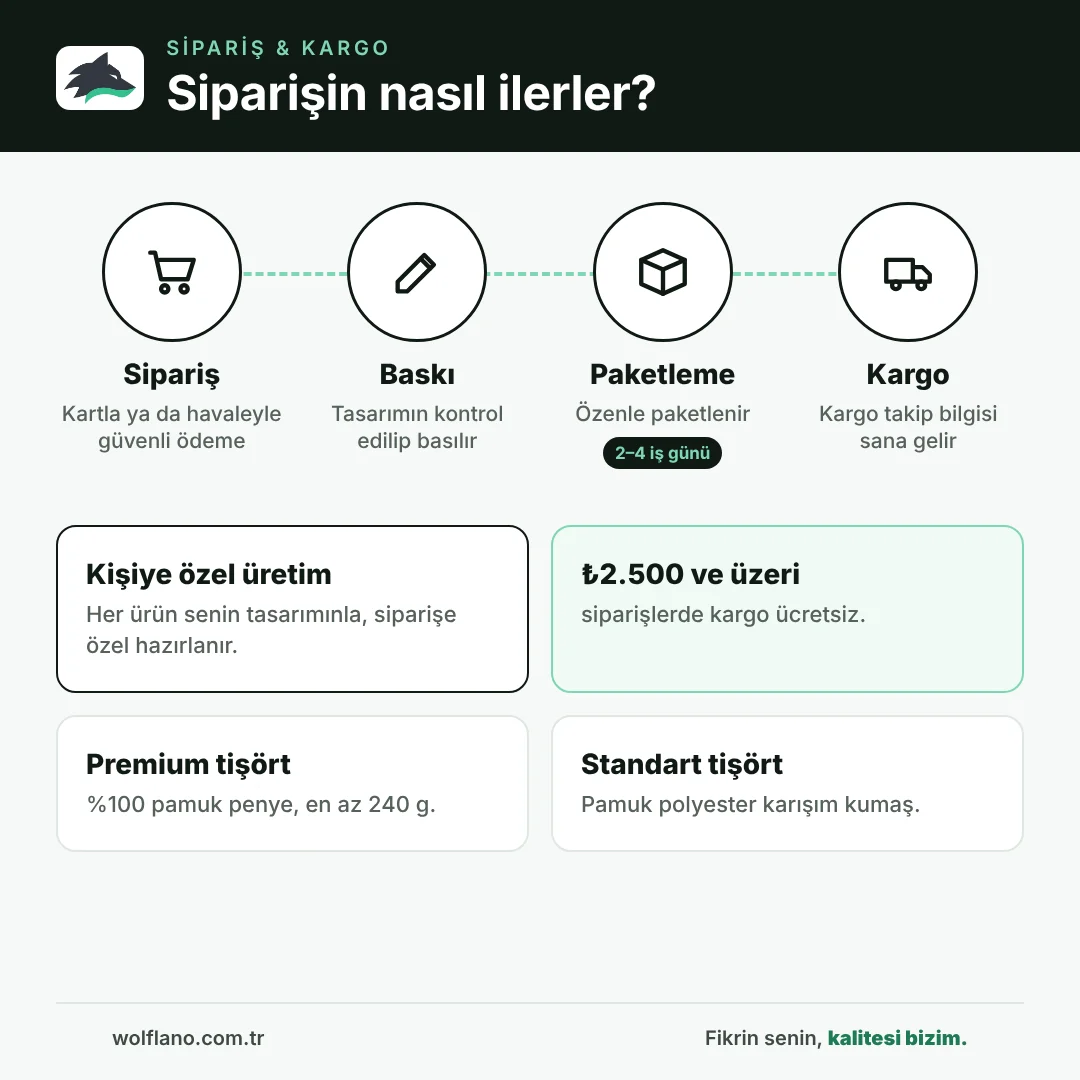 SİPARİŞ & KARGO
Siparişin nasıl ilerler?
Sipariş
Kartla ya da havaleyle
güvenli ödeme
Baskı
Tasarımın kontrol
edilip basılır
Paketleme
Özenle paketlenir
2–4 iş günü
Kargo
Kargo takip bilgisi
sana gelir
Kişiye özel üretim
Her ürün senin tasarımınla, siparişe
özel hazırlanır.
₺2.500 ve üzeri
siparişlerde kargo ücretsiz.
Premium tişört
%100 pamuk penye, en az 240 g.
Standart tişört
Pamuk polyester karışım kumaş.
wolflano.com.tr
Fikrin senin, kalitesi bizim.